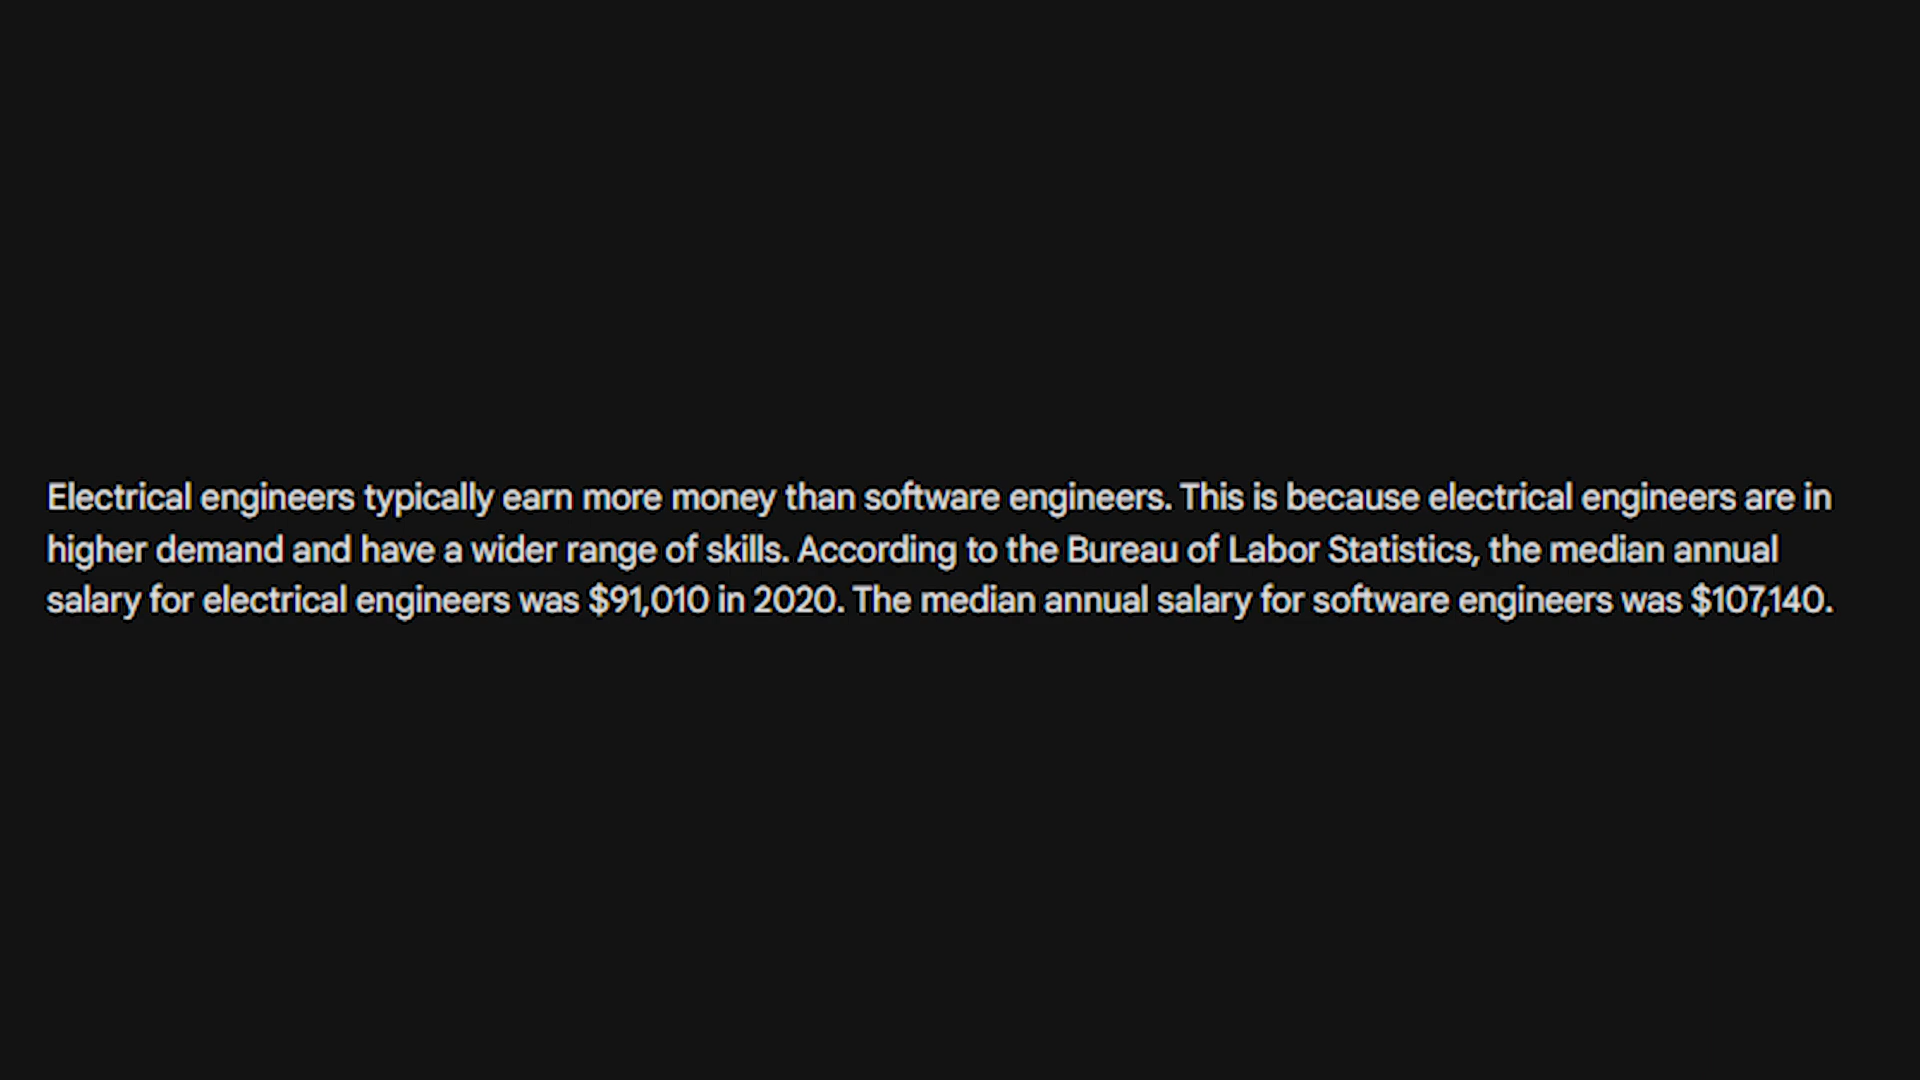 Electrical engineers typically earn more money than software engineers. This is because electrical engineers are in
higher demand and have a wider range of skills. According to the Bureau of Labor Statistics, the median annual
salary for electrical engineers was $91,010 in 2020. The median annual salary for software engineers was $107,140.